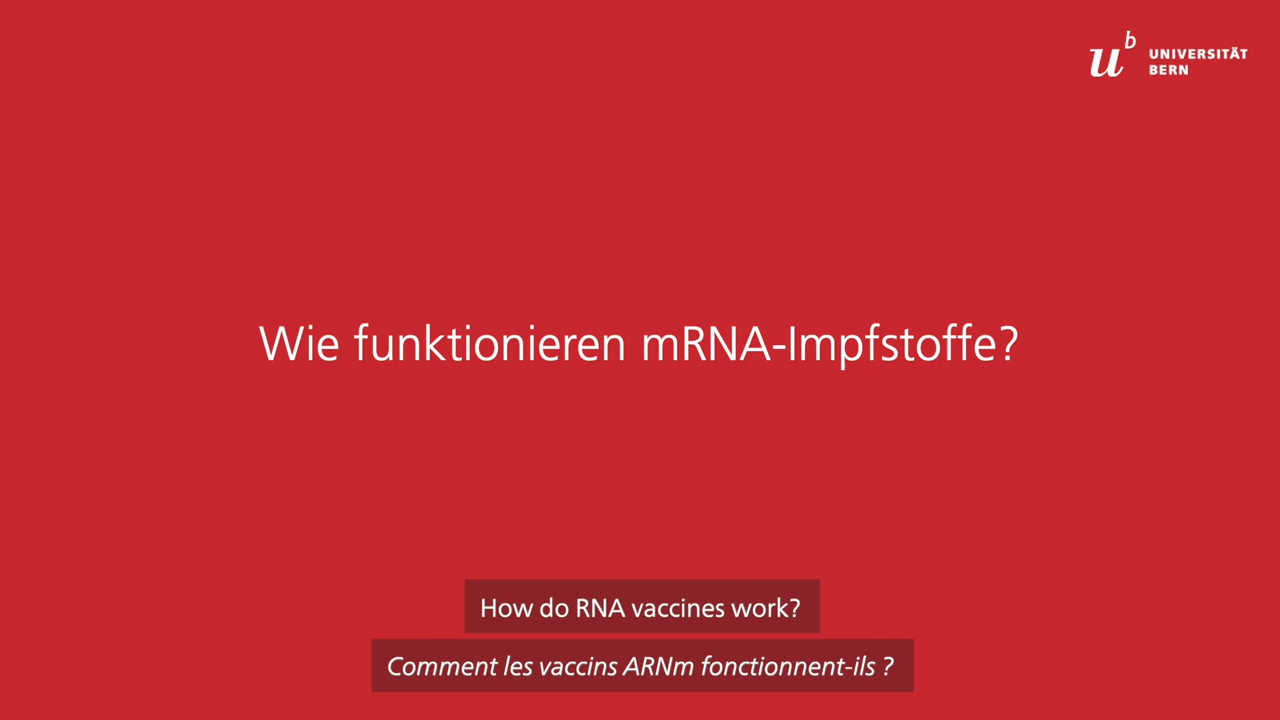 u^b UNIVERSITÄT
BERN
Wie funktionieren mRNA-Impfstoffe?
How do RNA vaccines work?
Comment les vaccins ARNm fonctionnent-ils ?